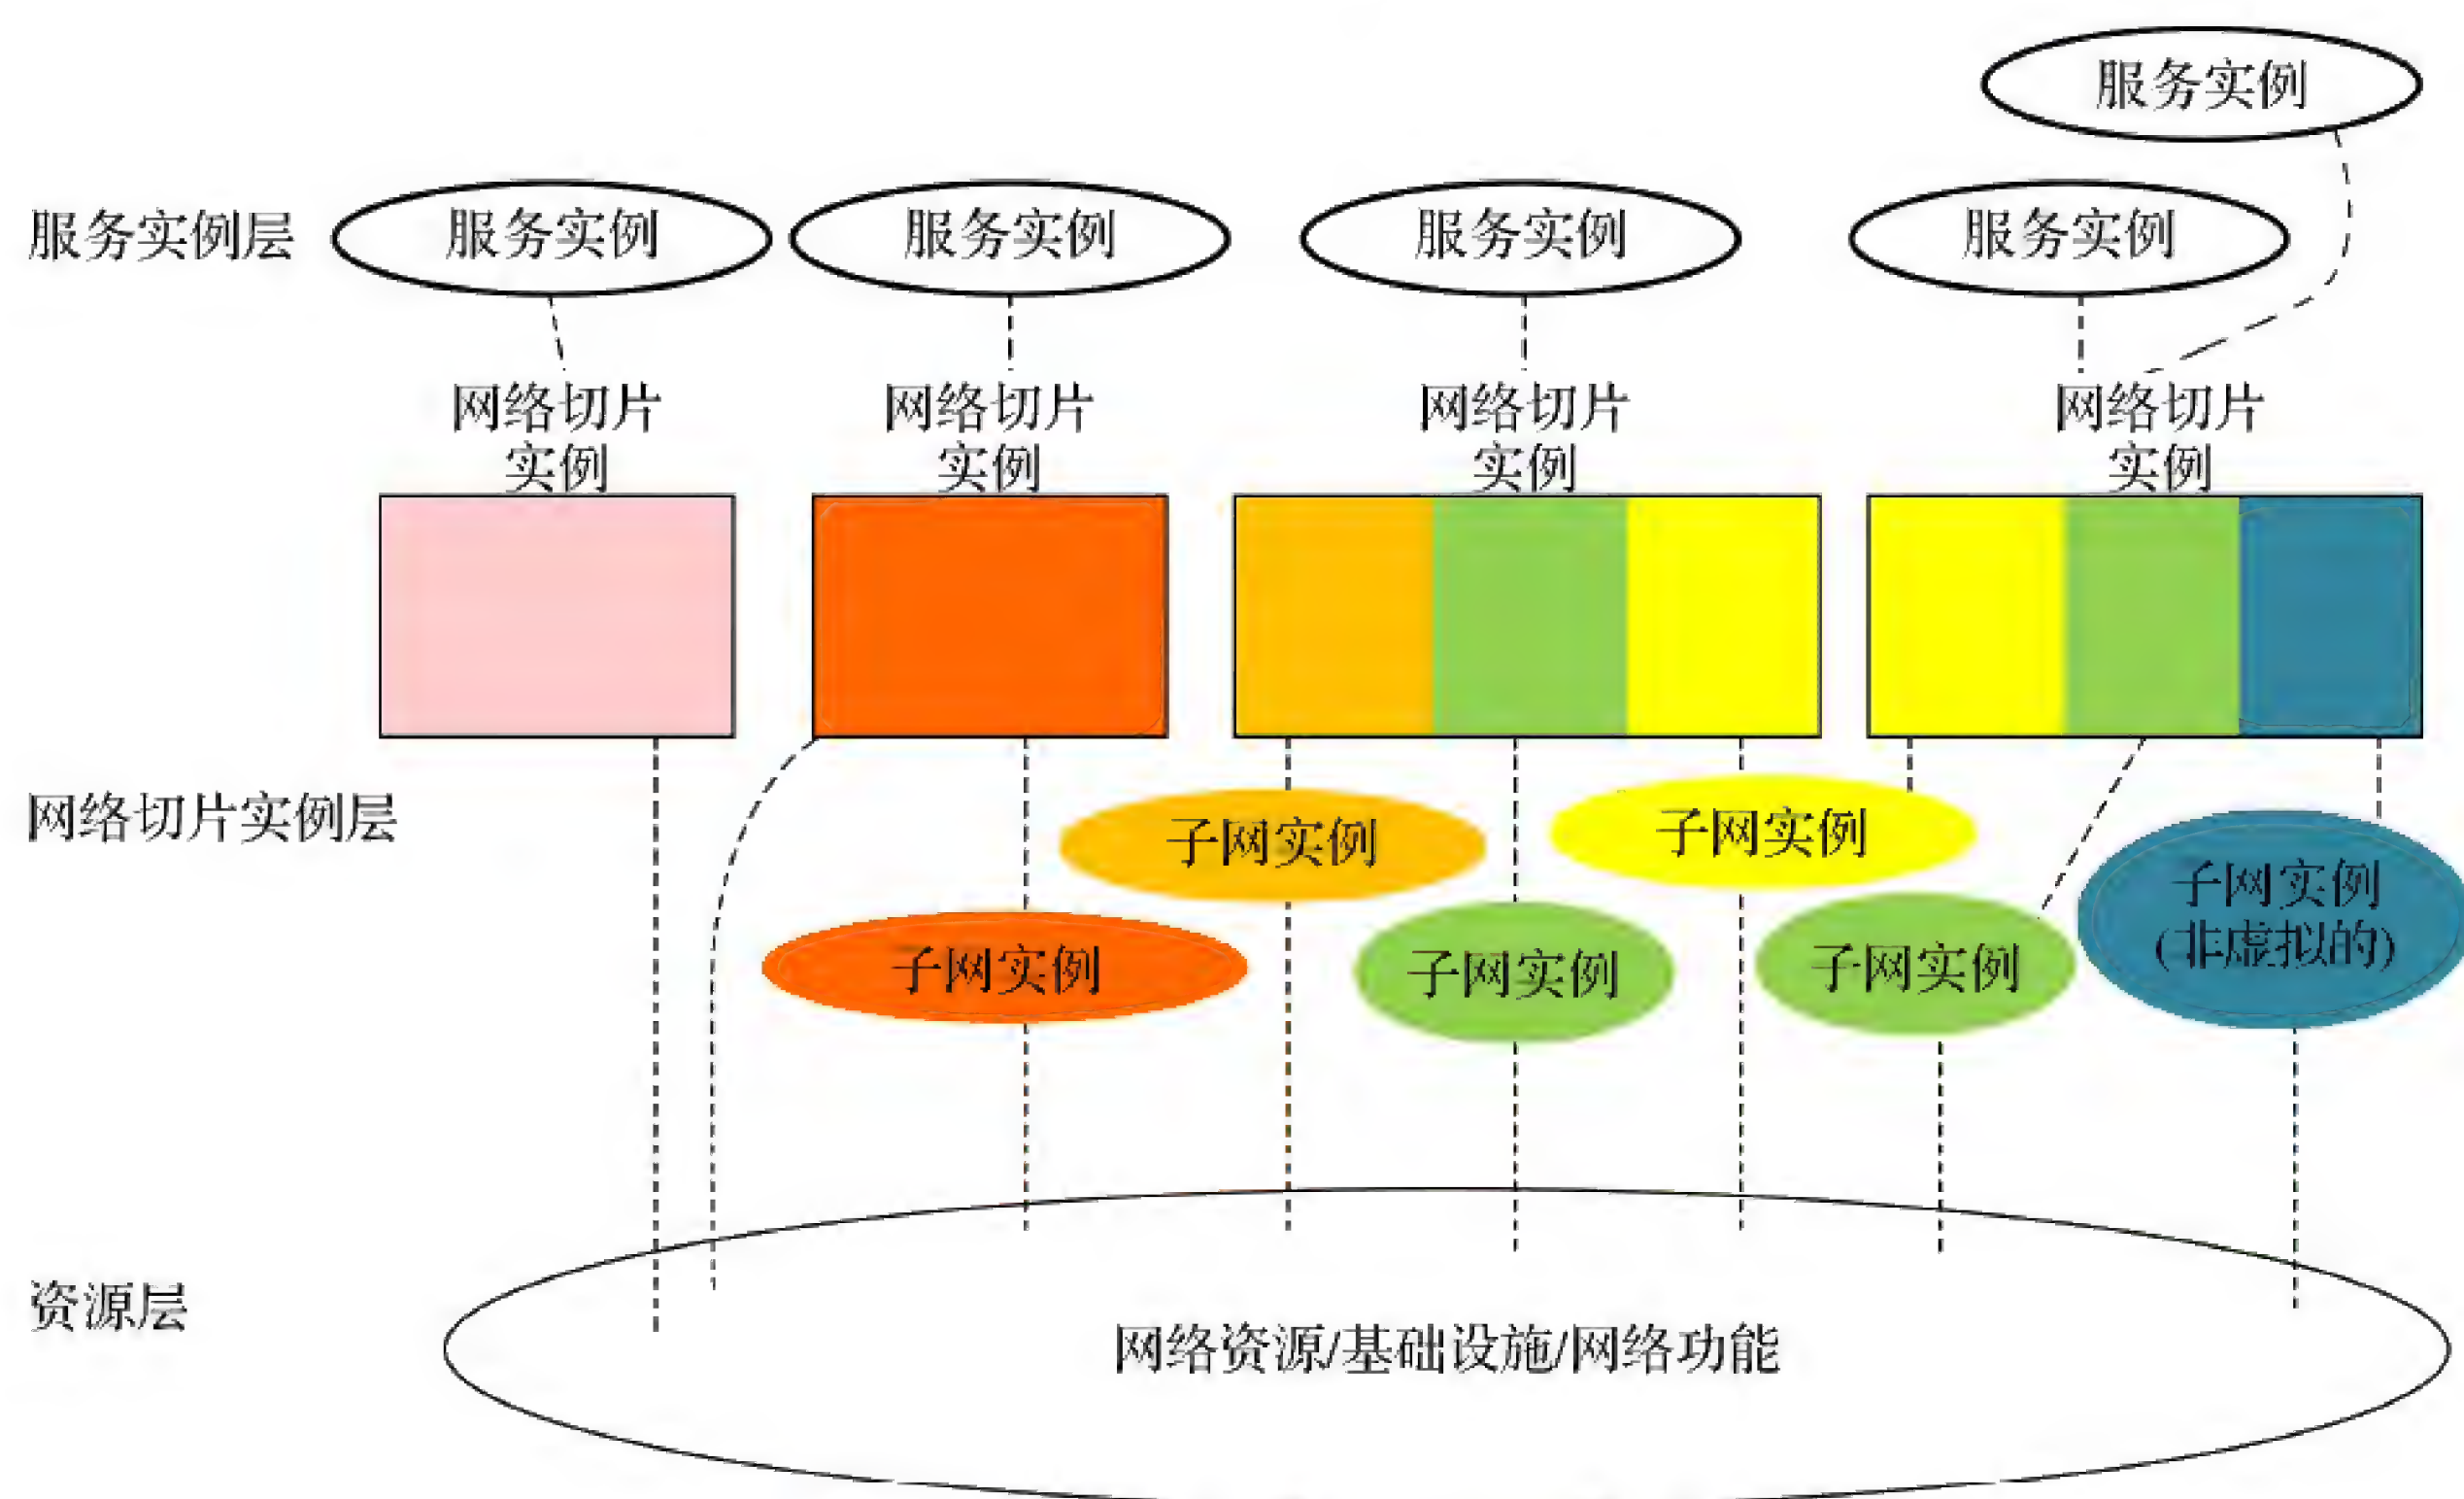 服务实例
服务实例层
服务实例
服务实例
服务实例
服务实例
网络切片
实例
网络切片
实例
网络切片
实例
网络切片
实例
网络切片实例层
子网实例
子网实例
子网实例
(非虚拟的)
子网实例
子网实例
子网实例
资源层
网络资源/基础设施/网络功能